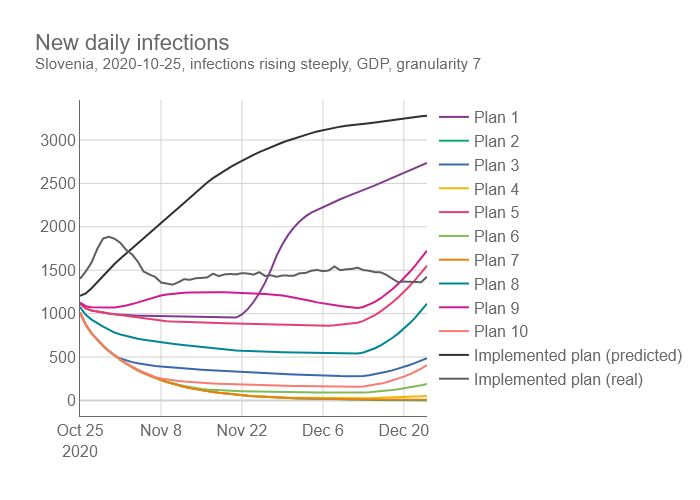 New daily infections
Slovenia, 2020-10-25, infections rising steeply, GDP, granularity 7
3000
2500
2000
1500
1000
500
0
Oct 25
2020
Nov 8
Nov 22
Dec 6
Dec 20
Plan 1
Plan 2
Plan 3
Plan 4
Plan 5
Plan 6
Plan 7
Plan 8
Plan 9
Plan 10
Implemented plan (predicted)
Implemented plan (real)